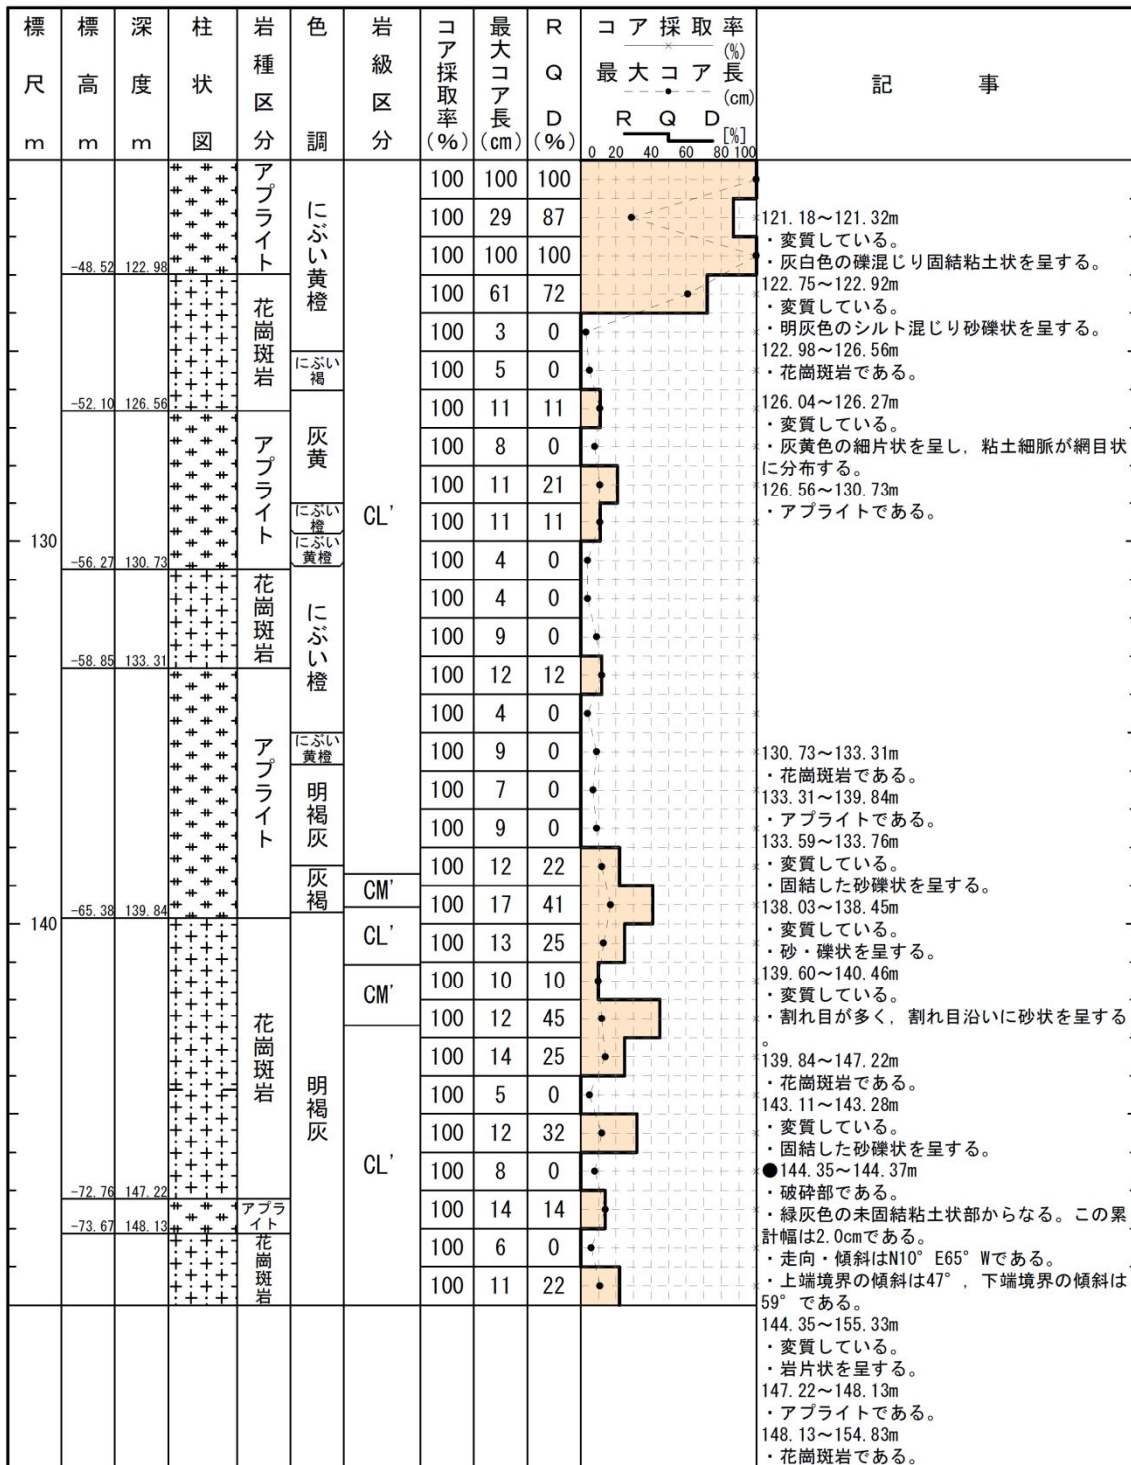 標尺m
標高m
深度m
柱状図
岩種区分
色調
岩級区分
コア採取率(%)
最大コア長(cm)
RQD(%)
コア採取率(%)
最大コア長(cm)
RQD[%]
0 20 40 60 80 100
記事
アプライト
にぶい黄橙
100 100 100
100 29 87
100 100 100
-48.52 122.98
花崗斑岩
100 61 72
100 3 0
にぶい褐
100 5 0
-52.10 126.56
灰黄
100 11 11
アプライト
100 8 0
100 11 21
にぶい橙
CL'
100 11 11
130
にぶい黄橙
-56.27 130.73
100 4 0
花崗斑岩
にぶい橙
100 4 0
100 9 0
-58.85 133.31
100 12 12
アプライト
100 4 0
にぶい黄橙
100 9 0
明褐灰
100 7 0
100 9 0
灰褐
100 12 22
CM'
-65.38 139.84
100 17 41
140
CL'
100 13 25
CM'
100 10 10
花崗斑岩
100 12 45
100 14 25
明褐灰
100 5 0
100 12 32
CL'
100 8 0
-72.76 147.22
アプライト
100 14 14
-73.67 148.13
花崗斑岩
100 6 0
100 11 22
121.18～121.32m
・変質している。
・灰白色の礫混じり固結粘土状を呈する。
122.75～122.92m
・変質している。
・明灰色のシルト混じり砂礫状を呈する。
122.98～126.56m
・花崗斑岩である。
126.04～126.27m
・変質している。
・灰黄色の細片状を呈し，粘土細脈が網目状
に分布する。
126.56～130.73m
・アプライトである。
130.73～133.31m
・花崗斑岩である。
133.31～139.84m
・アプライトである。
133.59～133.76m
・変質している。
・固結した砂礫状を呈する。
138.03～138.45m
・変質している。
・砂・礫状を呈する。
139.60～140.46m
・変質している。
・割れ目が多く，割れ目沿いに砂状を呈する
。
139.84～147.22m
・花崗斑岩である。
143.11～143.28m
・変質している。
・固結した砂礫状を呈する。
●144.35～144.37m
・破砕部である。
・緑灰色の未固結粘土状部からなる。この累
計幅は2.0cmである。
・走向・傾斜はN10°E65°Wである。
・上端境界の傾斜は47°，下端境界の傾斜は
59°である。
144.35～155.33m
・変質している。
・岩片状を呈する。
147.22～148.13m
・アプライトである。
148.13～154.83m
・花崗斑岩である。